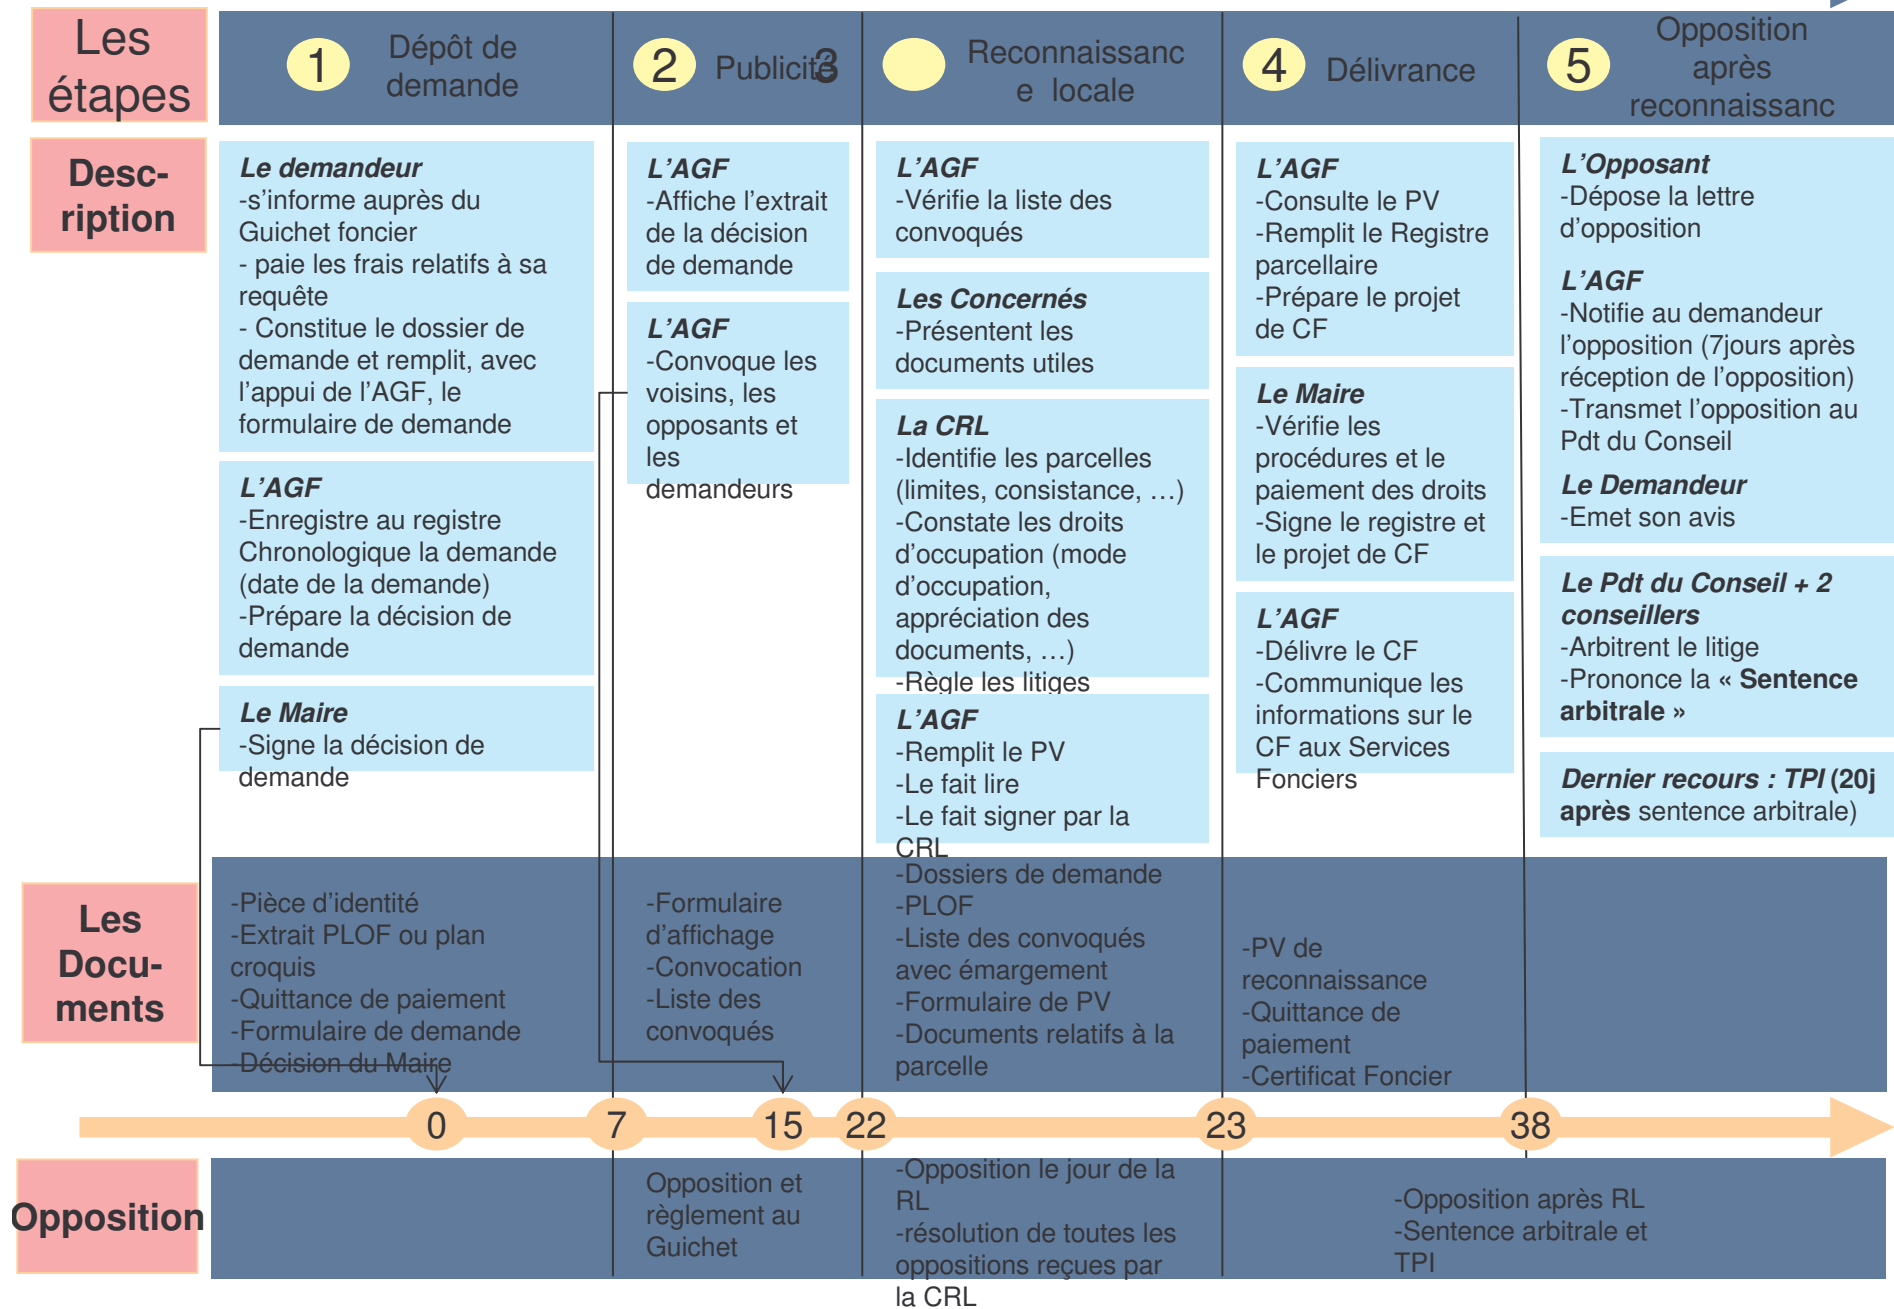 Les
étapes
1
Dépôt de
demande
2
Publicité
3
Reconnaissanc
e locale
4
Délivrance
5
Opposition
après
reconnaissanc
Desc-
ription
Le demandeur
-s’informe auprès du
Guichet foncier
- paie les frais relatifs à sa
requête
- Constitue le dossier de
demande et remplit, avec
l’appui de l’AGF, le
formulaire de demande
L’AGF
-Enregistre au registre
Chronologique la demande
(date de la demande)
-Prépare la décision de
demande
Le Maire
-Signe la décision de
demande
L’AGF
-Affiche l’extrait
de la décision
de demande
L’AGF
-Convoque les
voisins, les
opposants et
les
demandeurs
L’AGF
-Vérifie la liste des
convoqués
Les Concernés
-Présentent les
documents utiles
La CRL
-Identifie les parcelles
(limites, consistance, …)
-Constate les droits
d’occupation (mode
d’occupation,
appréciation des
documents, …)
-Règle les litiges
L’AGF
-Remplit le PV
-Le fait lire
-Le fait signer par la
CRL
L’AGF
-Consulte le PV
-Remplit le Registre
parcellaire
-Prépare le projet
de CF
Le Maire
-Vérifie les
procédures et le
paiement des droits
-Signe le registre et
le projet de CF
L’AGF
-Délivre le CF
-Communique les
informations sur le
CF aux Services
Fonciers
L’Opposant
-Dépose la lettre
d’opposition
L’AGF
-Notifie au demandeur
l’opposition (7jours après
réception de l’opposition)
-Transmet l’opposition au
Pdt du Conseil
Le Demandeur
-Emet son avis
Le Pdt du Conseil + 2
conseillers
-Arbitrent le litige
-Prononce la « Sentence
arbitrale »
Dernier recours : TPI (20j
après sentence arbitrale)
Les
Docu-
ments
-Pièce d’identité
-Extrait PLOF ou plan
croquis
-Quittance de paiement
-Formulaire de demande
-Décision du Maire
-Formulaire
d’affichage
-Convocation
-Liste des
convoqués
-Dossiers de demande
-PLOF
-Liste des convoqués
avec émargement
-Formulaire de PV
-Documents relatifs à la
parcelle
-PV de
reconnaissance
-Quittance de
paiement
-Certificat Foncier
0
7
15
22
23
38
Opposition
Opposition et
règlement au
Guichet
-Opposition le jour de la
RL
-résolution de toutes les
oppositions reçues par
la CRL
-Opposition après RL
-Sentence arbitrale et
TPI